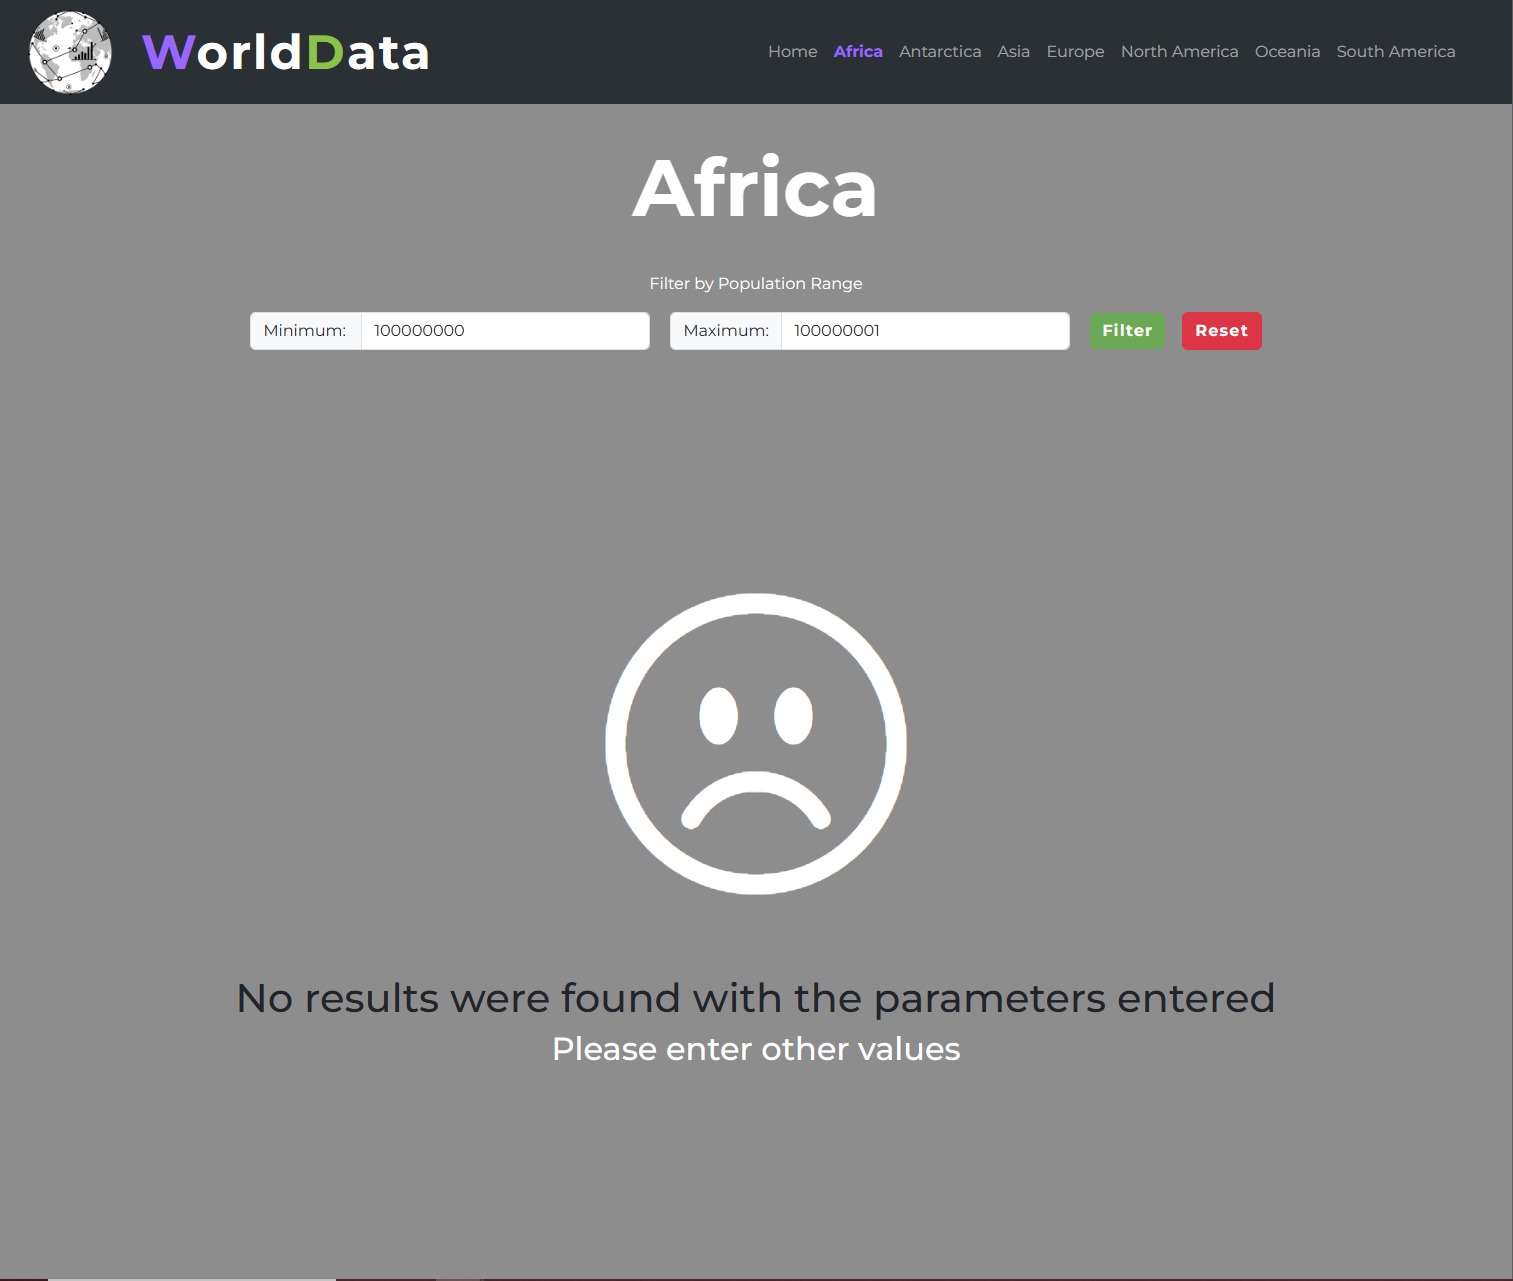 WorldData
Home Africa Antarctica Asia Europe North America Oceania South America
Africa
Filter by Population Range
Minimum: 100000000 Maximum: 100000001 Filter Reset
No results were found with the parameters entered
Please enter other values